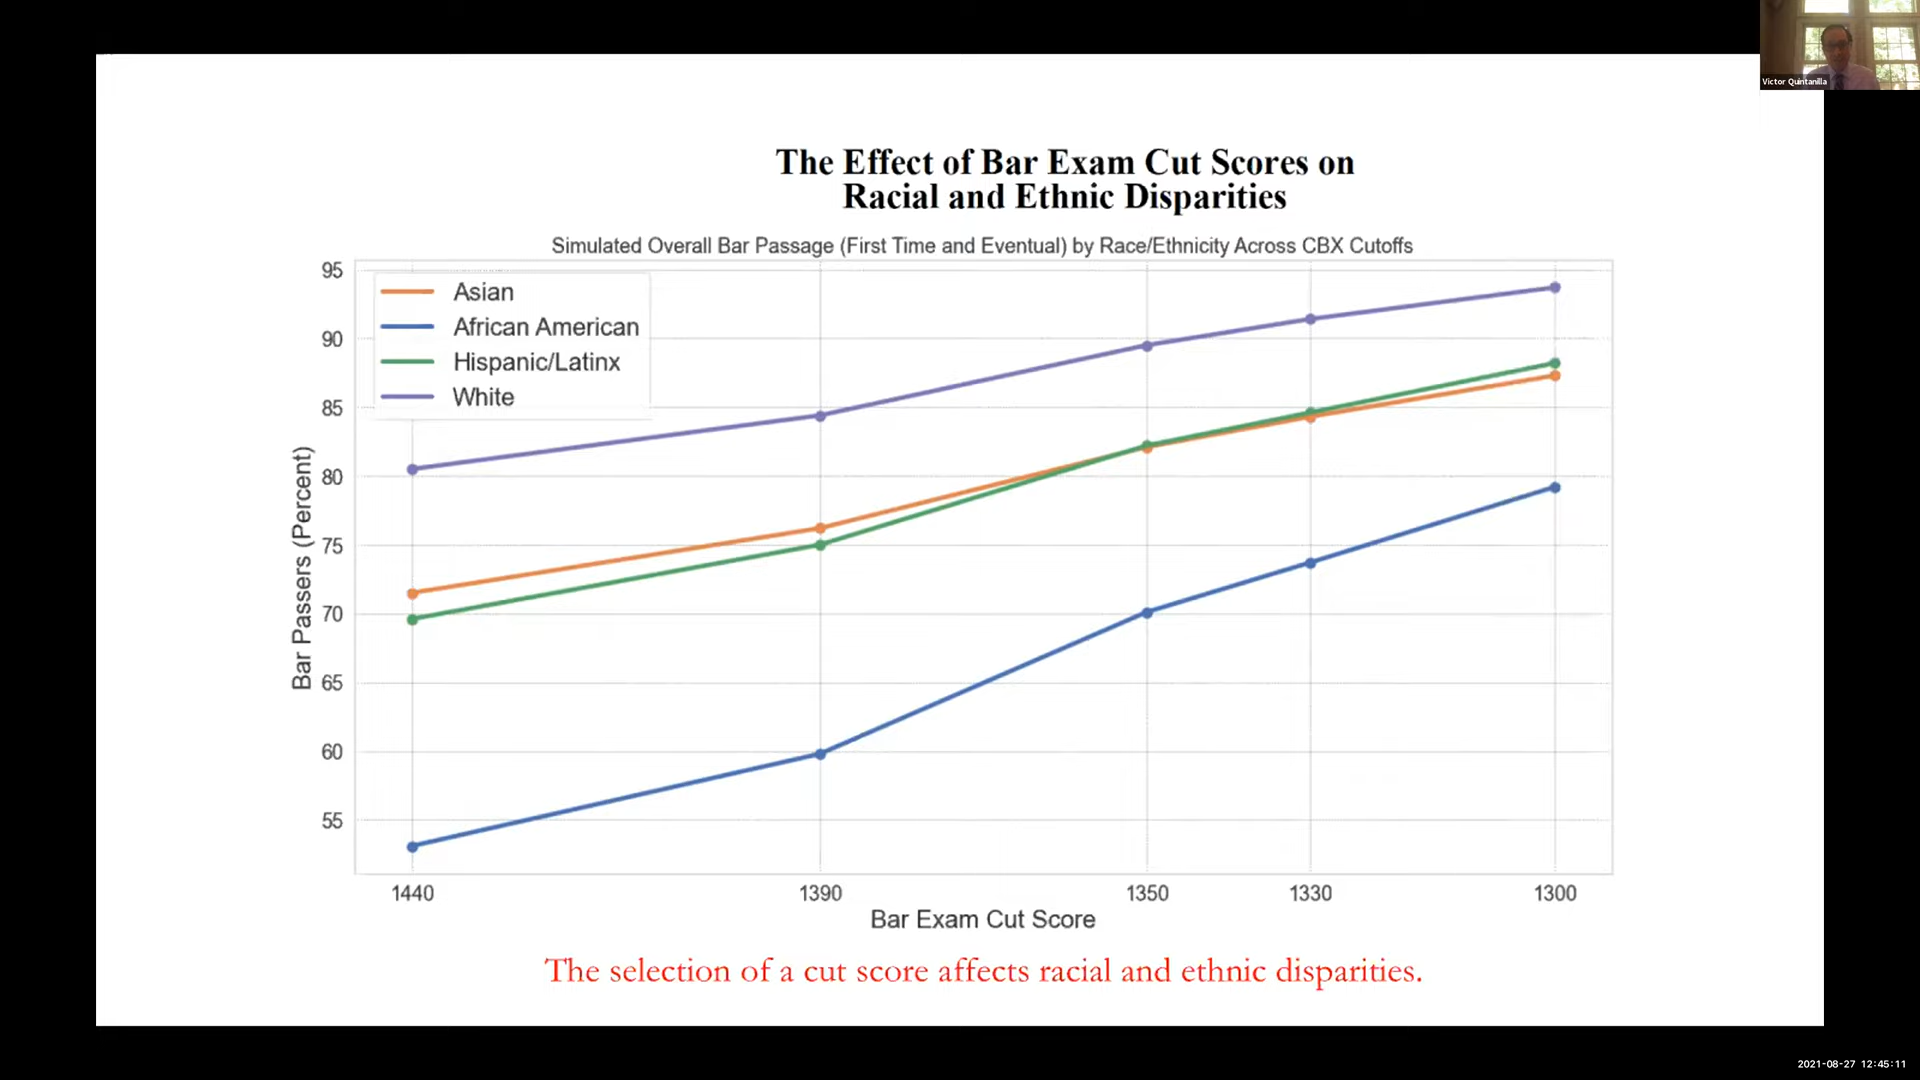 Victor Quintanilla
The Effect of Bar Exam Cut Scores on
Racial and Ethnic Disparities
Simulated Overall Bar Passage (First Time and Eventual) by Race/Ethnicity Across CBX Cutoffs
Asian
African American
Hispanic/Latinx
White
Bar Passers (Percent)
95
90
85
80
75
70
65
60
55
1440 1390 1350 1330 1300
Bar Exam Cut Score
The selection of a cut score affects racial and ethnic disparities.
2021-08-27 12:45:11